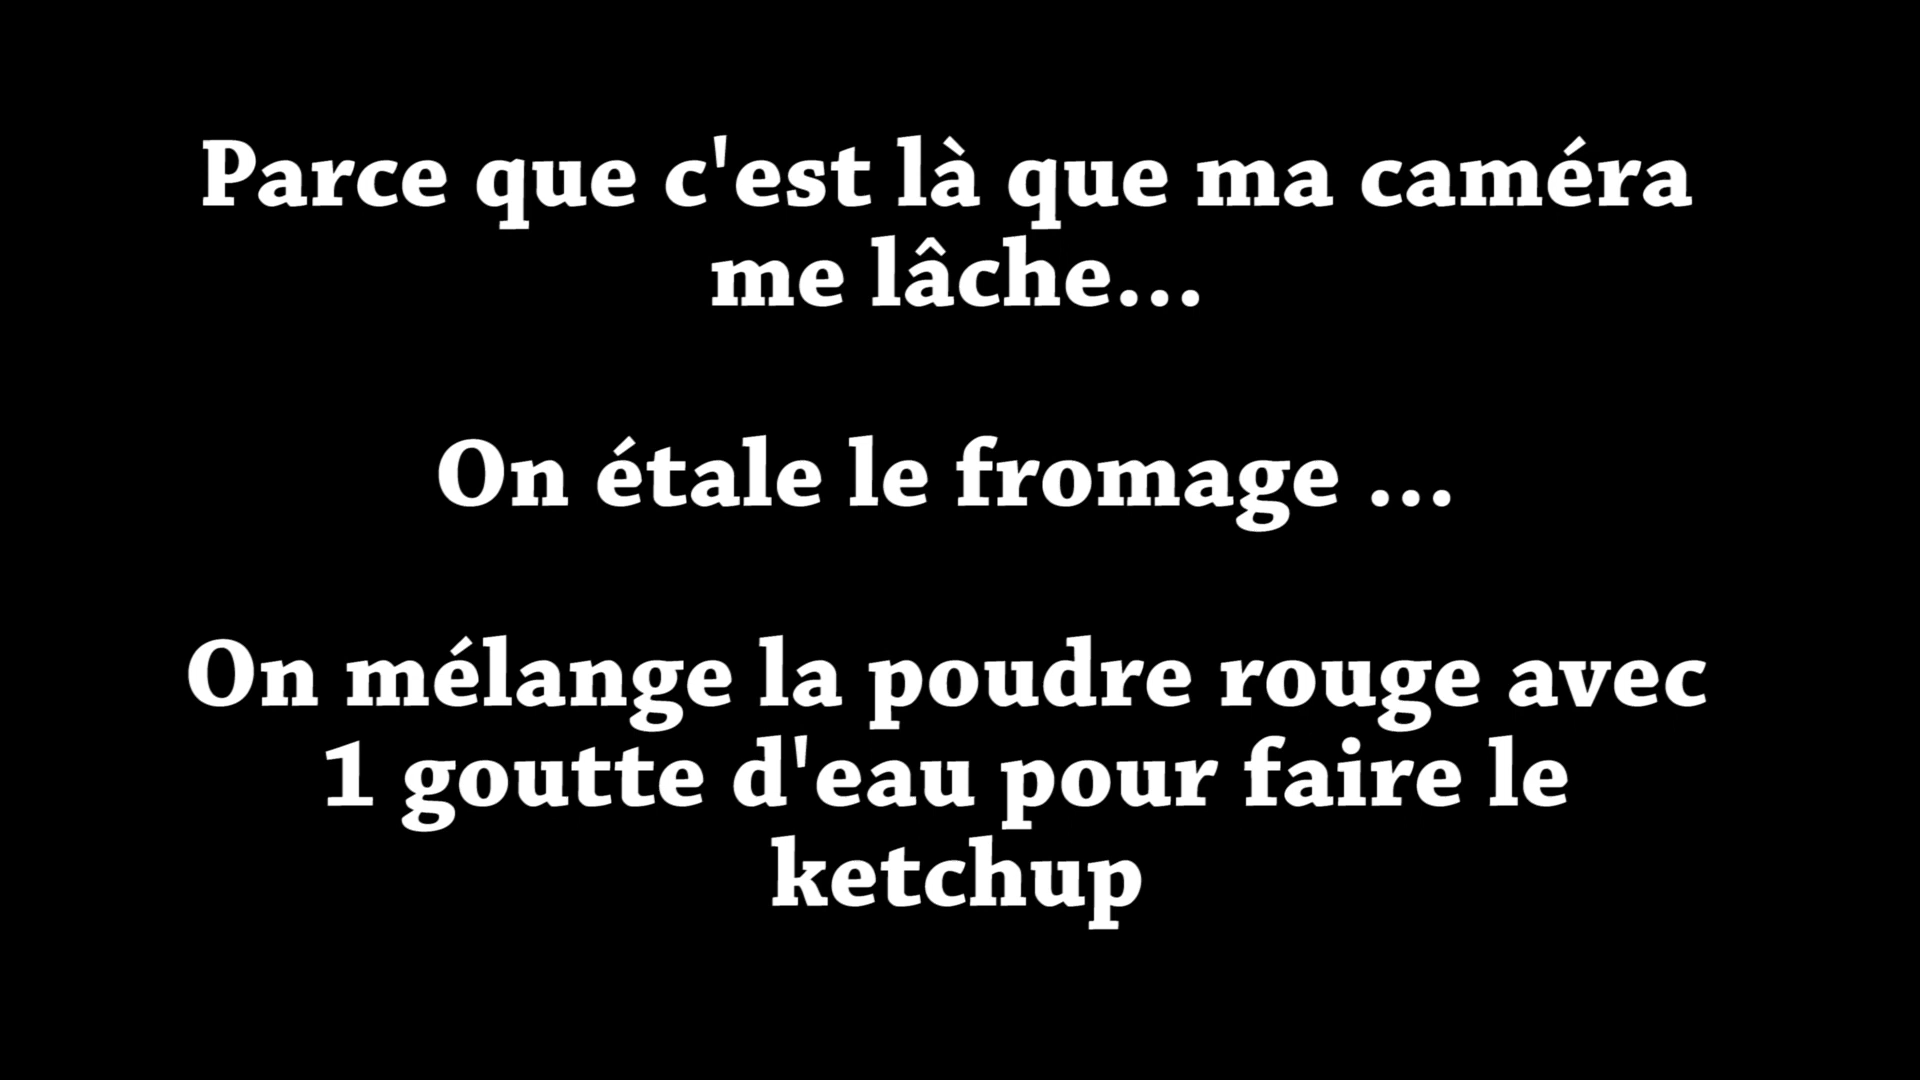 Parce que c'est là que ma caméra
me lâche...
On étale le fromage ...
On mélange la poudre rouge avec
1 goutte d'eau pour faire le
ketchup